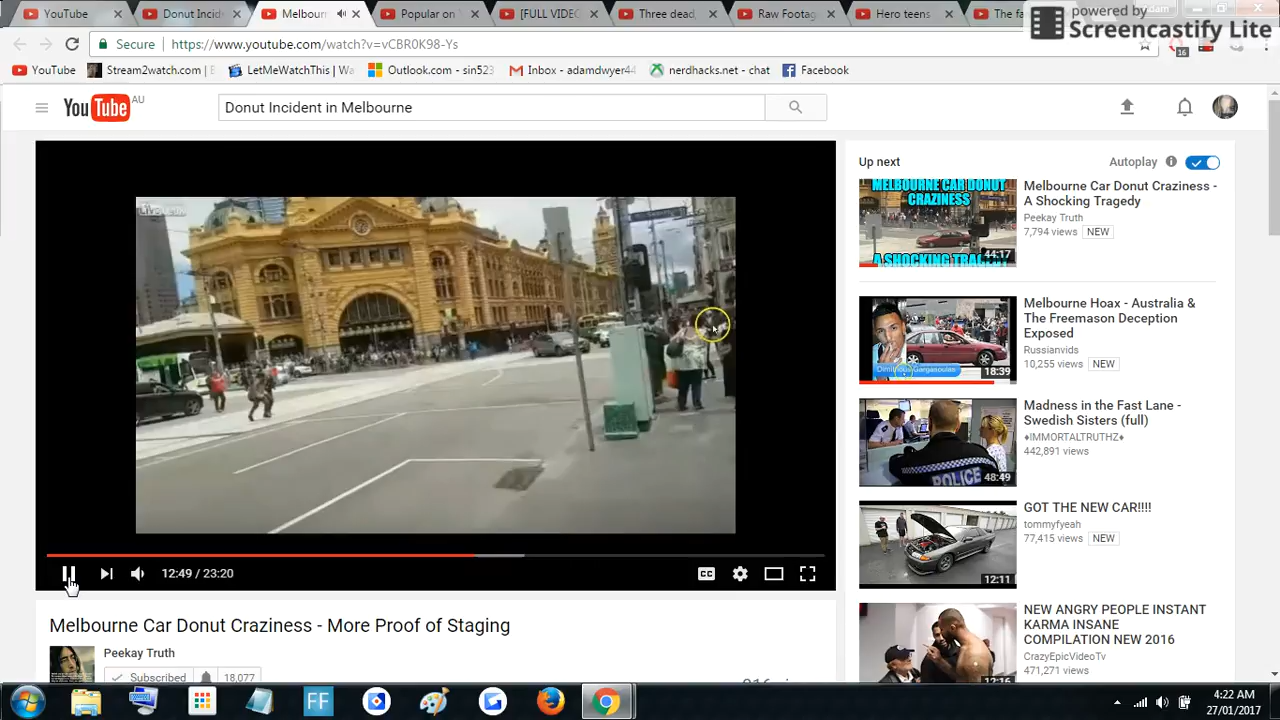 YouTube
Donut Incid
Melbour
Popular on
[FULL VIDEO
Three dead,
Raw Footag
Hero teens
The fa
powered by
Screencastify Lite
Secure
https://www.youtube.com/watch?v=vCBR0K98-Ys
16
YouTube
Stream2watch.com | E
LetMeWatchThis | Wa
Outlook.com - sin523
Inbox - adamdwyer44
nerdhacks.net - chat
Facebook
YouTube AU
Donut Incident in Melbourne
Up next
Autoplay
MELBOURNE CAR DONUT
CRAZINESS
44:17
Melbourne Car Donut Craziness -
A Shocking Tragedy
Peekay Truth
7,794 views NEW
Dimitrious Gargasoulas
18:39
Melbourne Hoax - Australia &
The Freemason Deception
Exposed
Russianvids
10,255 views NEW
POLICE
48:49
Madness in the Fast Lane -
Swedish Sisters (full)
♦IMMORTALTRUTHZ♦
442,891 views
12:11
GOT THE NEW CAR!!!!
tommyfyeah
77,415 views NEW
12:16
NEW ANGRY PEOPLE INSTANT
KARMA INSANE
COMPILATION NEW 2016
CrazyEpicVideoTv
471,271 views
12:49 / 23:20
CC
Melbourne Car Donut Craziness - More Proof of Staging
Peekay Truth
Subscribed
18,077
FF
4:22 AM
27/01/2017